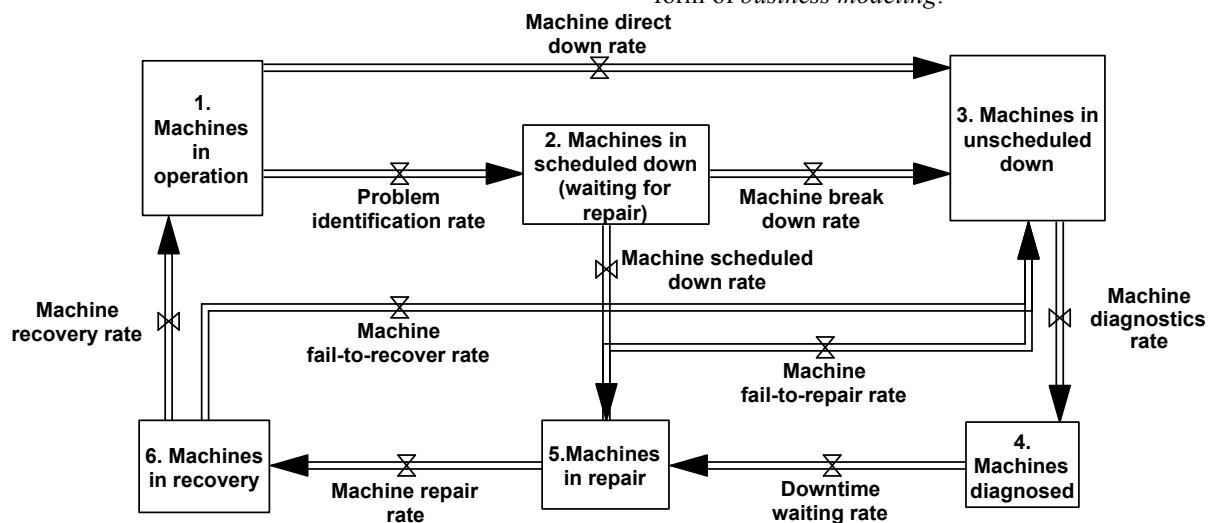 form of business modeling.
Machine direct
down rate
1.
Machines
in
operation
3. Machines in
unscheduled
down
2. Machines in
scheduled down
(waiting for
repair)
Problem
identification rate
Machine break
down rate
Machine scheduled
down rate
Machine
recovery rate
Machine
fail-to-recover rate
Machine
diagnostics
rate
Machine
fail-to-repair rate
6. Machines
in recovery
5.Machines
in repair
4.
Machines
diagnosed
Machine repair
rate
Downtime
waiting rate